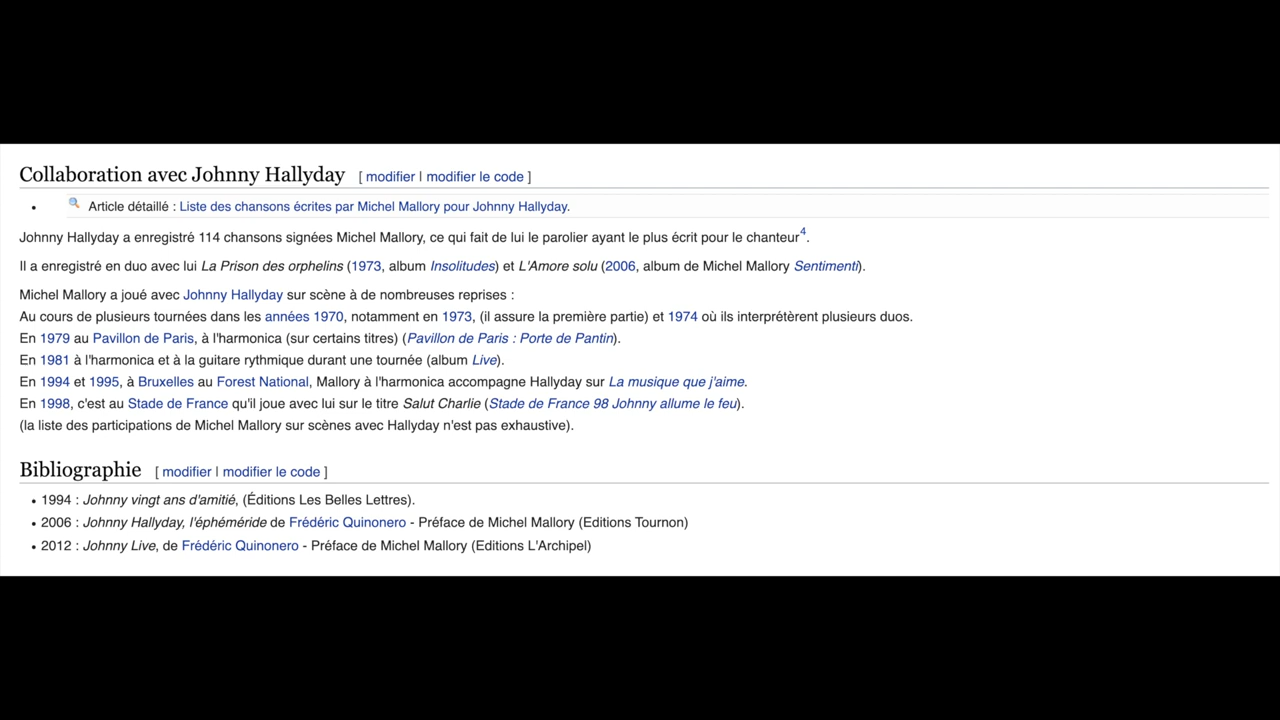 Collaboration avec Johnny Hallyday [ modifier | modifier le code ]
• Article détaillé : Liste des chansons écrites par Michel Mallory pour Johnny Hallyday.
Johnny Hallyday a enregistré 114 chansons signées Michel Mallory, ce qui fait de lui le parolier ayant le plus écrit pour le chanteur4.
Il a enregistré en duo avec lui La Prison des orphelins (1973, album Insolitudes) et L'Amore solu (2006, album de Michel Mallory Sentimenti).
Michel Mallory a joué avec Johnny Hallyday sur scène à de nombreuses reprises :
Au cours de plusieurs tournées dans les années 1970, notamment en 1973, (il assure la première partie) et 1974 où ils interprétèrent plusieurs duos.
En 1979 au Pavillon de Paris, à l'harmonica (sur certains titres) (Pavillon de Paris : Porte de Pantin).
En 1981 à l'harmonica et à la guitare rythmique durant une tournée (album Live).
En 1994 et 1995, à Bruxelles au Forest National, Mallory à l'harmonica accompagne Hallyday sur La musique que j'aime.
En 1998, c'est au Stade de France qu'il joue avec lui sur le titre Salut Charlie (Stade de France 98 Johnny allume le feu).
(la liste des participations de Michel Mallory sur scènes avec Hallyday n'est pas exhaustive).
Bibliographie [ modifier | modifier le code ]
• 1994 : Johnny vingt ans d'amitié, (Éditions Les Belles Lettres).
• 2006 : Johnny Hallyday, l'éphéméride de Frédéric Quinonero - Préface de Michel Mallory (Editions Tournon)
• 2012 : Johnny Live, de Frédéric Quinonero - Préface de Michel Mallory (Editions L'Archipel)